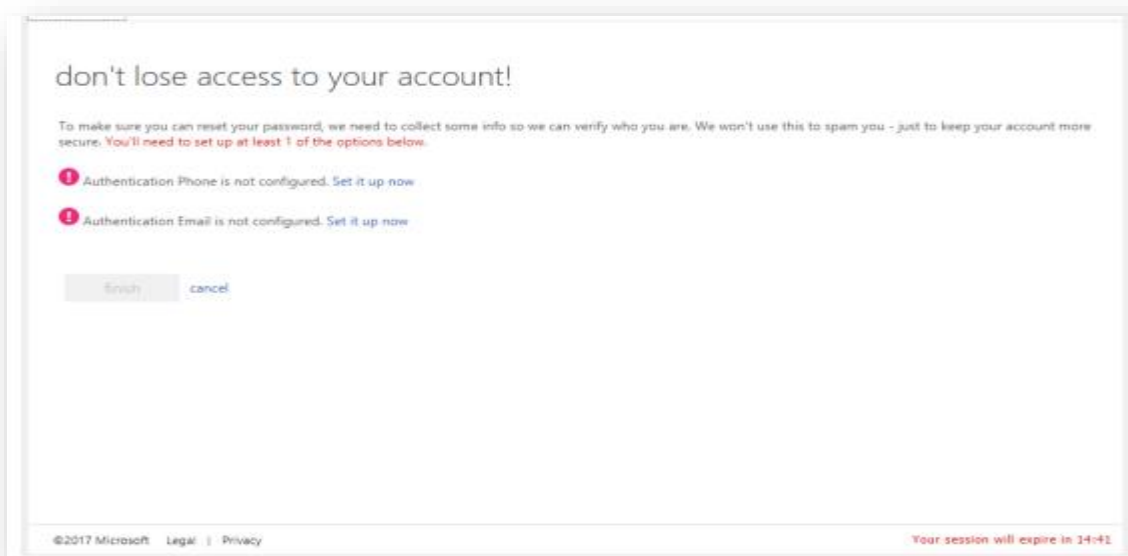 don't lose access to your account!
To make sure you can reset your password, we need to collect some info so we can verify who you are. We won't use this to spam you - just to keep your account more
secure. You'll need to set up at least 1 of the options below.
Authentication Phone is not configured. Set it up now
Authentication Email is not configured. Set it up now
finish cancel
©2017 Microsoft Legal | Privacy Your session will expire in 14:41